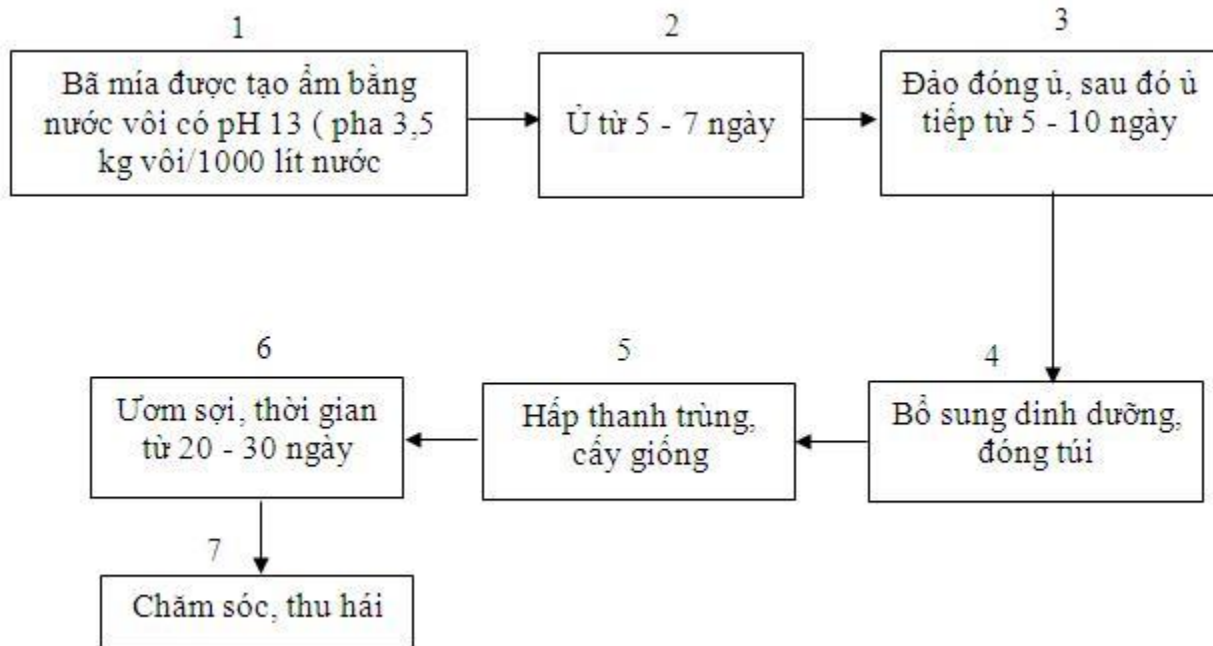 1
Bã mía được tạo ẩm bằng
nước vôi có pH 13 ( pha 3,5
kg vôi/1000 lít nước
2
Ủ từ 5 - 7 ngày
3
Đảo đóng ủ, sau đó ủ
tiếp từ 5 - 10 ngày
4
Bổ sung dinh dưỡng,
đóng túi
5
Hấp thanh trùng,
cấy giống
6
Ươm sợi, thời gian
từ 20 - 30 ngày
7
Chăm sóc, thu hái